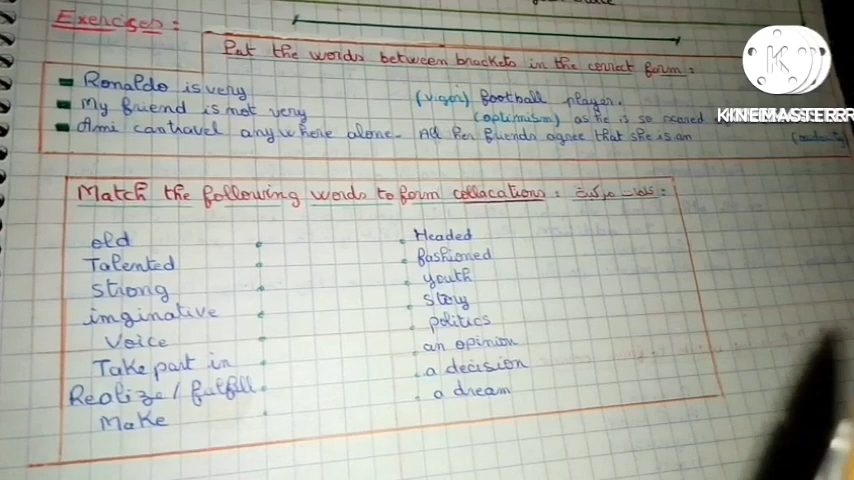 Exercises :
Put the words between brackets in the correct form :
Ronaldo is very (vigor) football player.
My friend is not very (optimism) as he is so scared
Ami can travel anywhere alone. All her friends agree that she is an
Match the following words to form collacations :
old Headed
Talented fashioned
strong youth
imginative story
Voice politics
Take part in an opinion
Realize / fulfill a decision
Make a dream
K
KINEMASTER